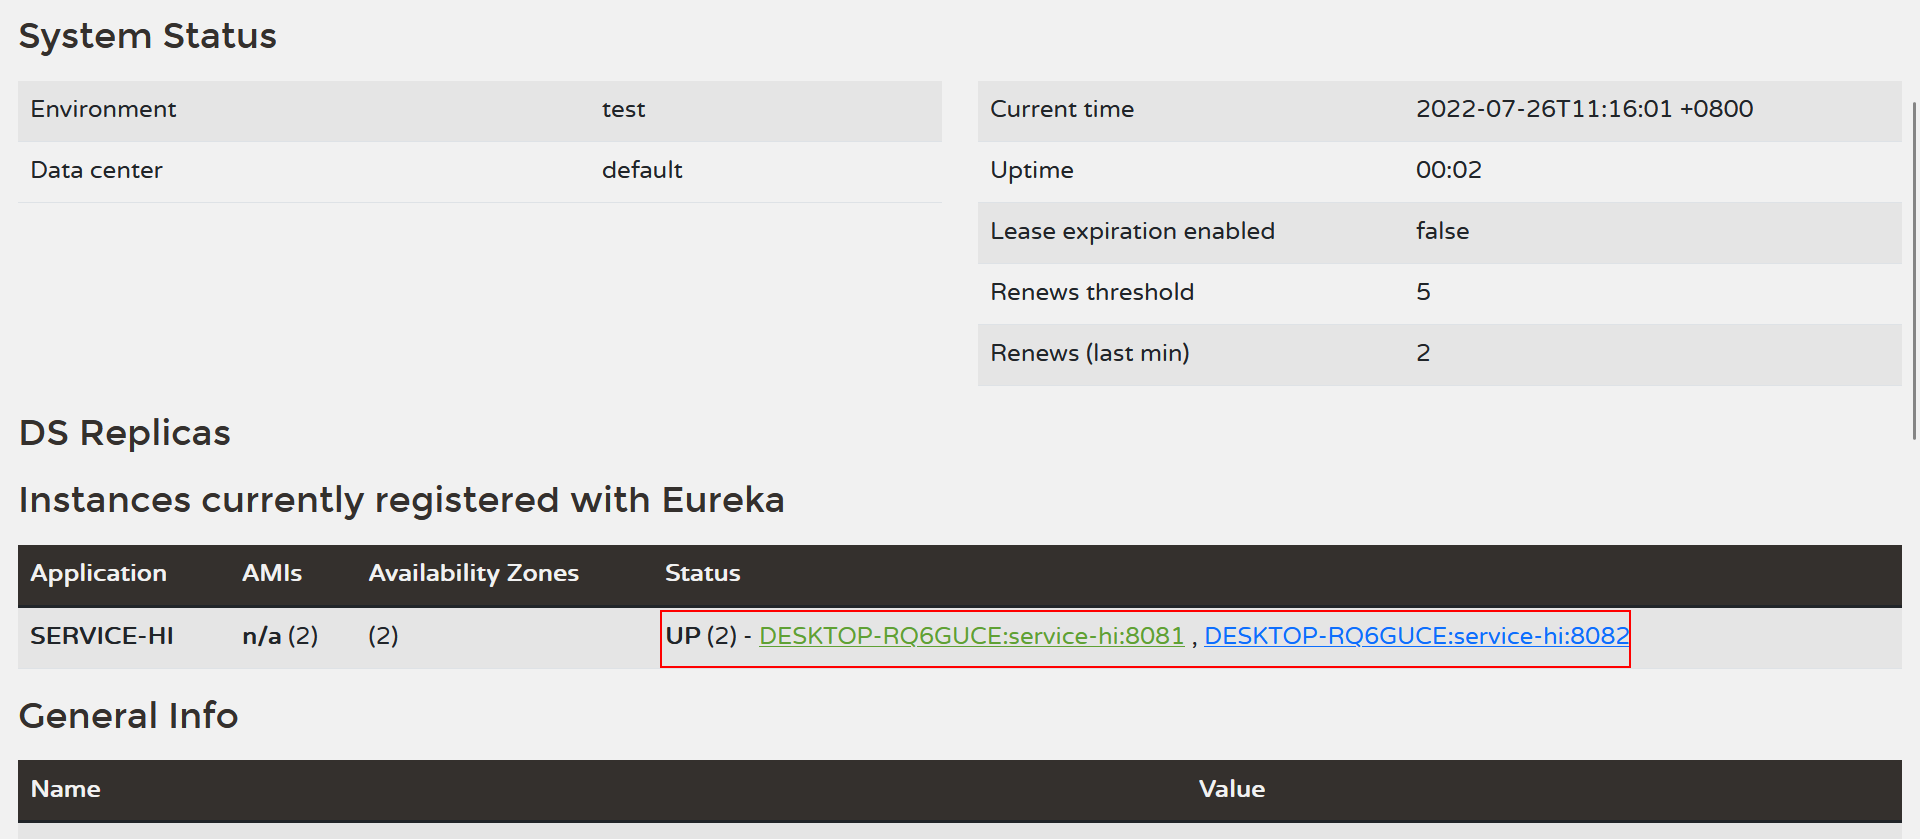 System Status
Environment test
Data center default
Current time 2022-07-26T11:16:01 +0800
Uptime 00:02
Lease expiration enabled false
Renews threshold 5
Renews (last min) 2
DS Replicas
Instances currently registered with Eureka
Application AMIs Availability Zones Status
SERVICE-HI n/a (2) (2) UP (2) - DESKTOP-RQ6GUCE:service-hi:8081 , DESKTOP-RQ6GUCE:service-hi:8082
General Info
Name Value